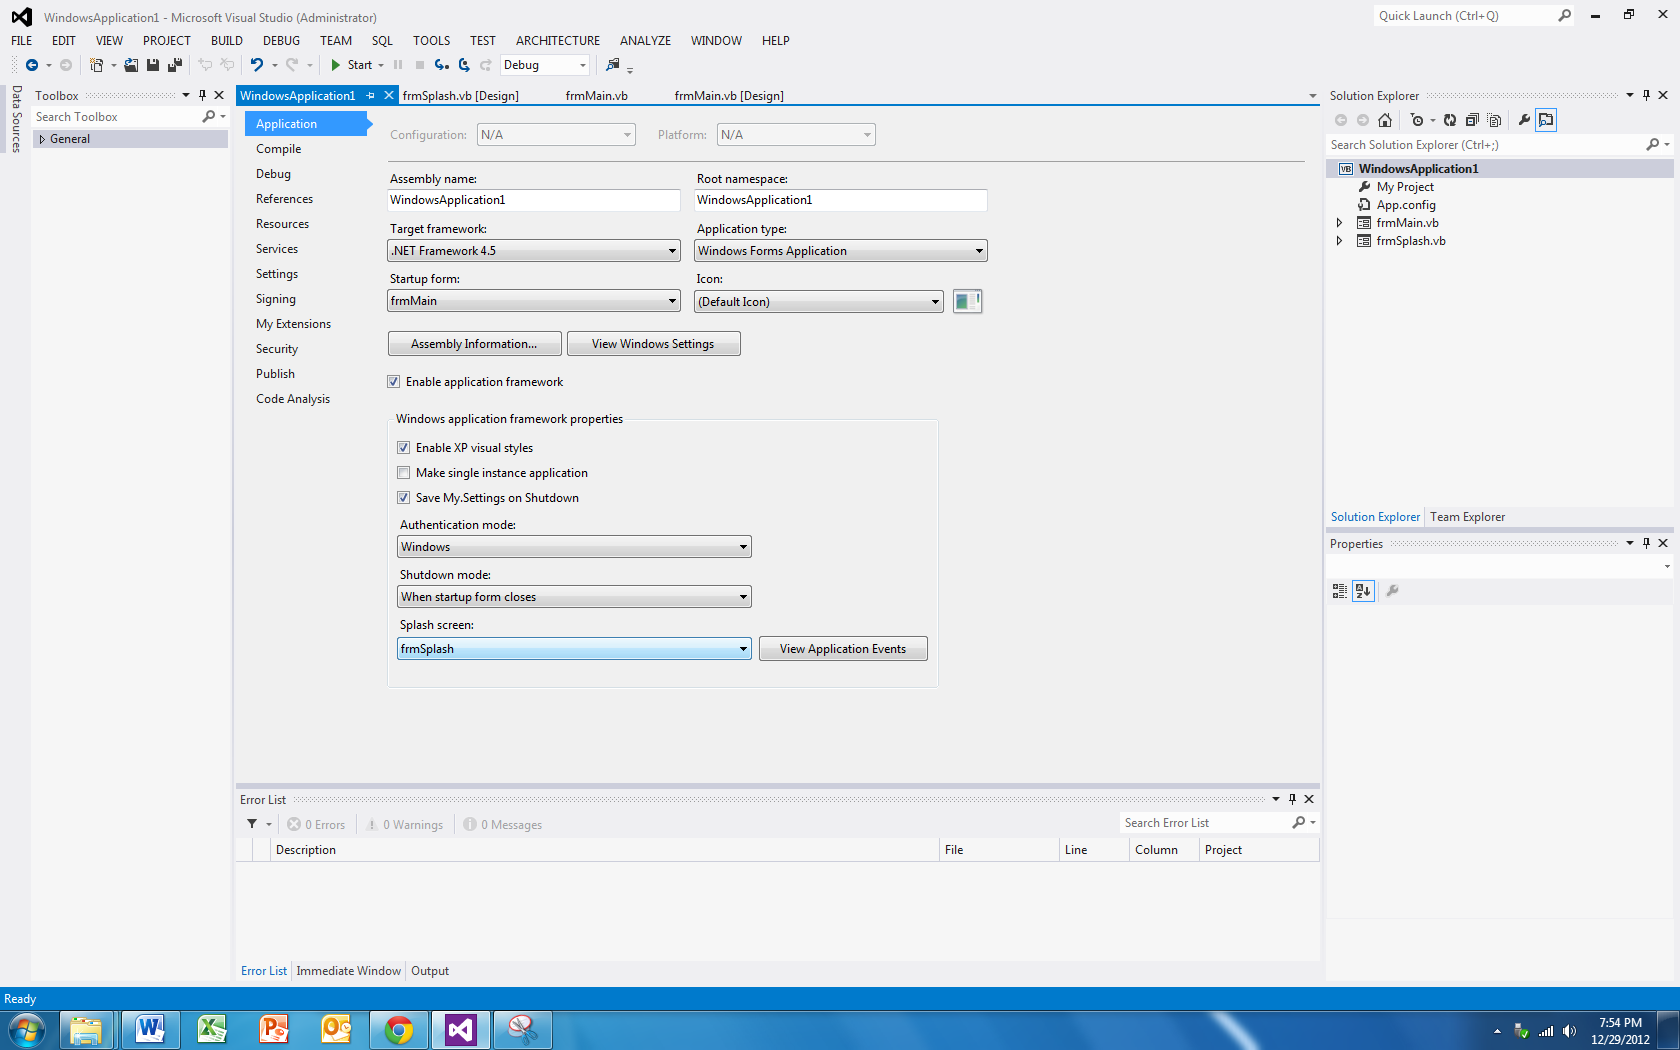 WindowsApplication1 - Microsoft Visual Studio (Administrator)
Quick Launch (Ctrl+Q)
FILE EDIT VIEW PROJECT BUILD DEBUG TEAM SQL TOOLS TEST ARCHITECTURE ANALYZE WINDOW HELP
Start
Debug
Data Sources
Toolbox
Search Toolbox
General
WindowsApplication1
frmSplash.vb [Design]
frmMain.vb
frmMain.vb [Design]
Application
Compile
Debug
References
Resources
Services
Settings
Signing
My Extensions
Security
Publish
Code Analysis
Configuration: N/A
Platform: N/A
Assembly name:
WindowsApplication1
Root namespace:
WindowsApplication1
Target framework:
.NET Framework 4.5
Application type:
Windows Forms Application
Startup form:
frmMain
Icon:
(Default Icon)
Assembly Information...
View Windows Settings
Enable application framework
Windows application framework properties
Enable XP visual styles
Make single instance application
Save My.Settings on Shutdown
Authentication mode:
Windows
Shutdown mode:
When startup form closes
Splash screen:
frmSplash
View Application Events
Solution Explorer
Search Solution Explorer (Ctrl+;)
VB WindowsApplication1
My Project
App.config
frmMain.vb
frmSplash.vb
Solution Explorer
Team Explorer
Properties
Error List
0 Errors
0 Warnings
0 Messages
Search Error List
Description
File
Line
Column
Project
Error List
Immediate Window
Output
Ready
7:54 PM
12/29/2012